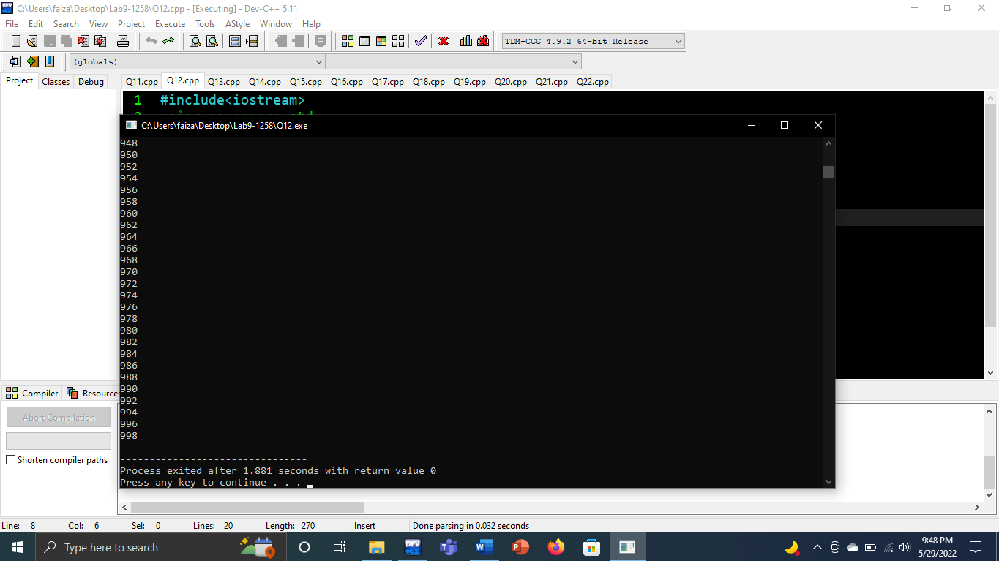 C:\Users\faiza\Desktop\Lab9-1258\Q12.cpp - [Executing] - Dev-C++ 5.11
File Edit Search View Project Execute Tools AStyle Window Help
TDM-GCC 4.9.2 64-bit Release
(globals)
Project Classes Debug
Q11.cpp Q12.cpp Q13.cpp Q14.cpp Q15.cpp Q16.cpp Q17.cpp Q18.cpp Q19.cpp Q20.cpp Q21.cpp Q22.cpp
1 #include<iostream>
C:\Users\faiza\Desktop\Lab9-1258\Q12.exe
948
950
952
954
956
958
960
962
964
966
968
970
972
974
976
978
980
982
984
986
988
990
992
994
996
998
--------------------------------
Process exited after 1.881 seconds with return value 0
Press any key to continue . . .
Compiler Resources
Abort Compilation
Shorten compiler paths
Line: 8 Col: 6 Sel: 0 Lines: 20 Length: 270 Insert Done parsing in 0.032 seconds
Type here to search
DEV
9:48 PM
5/29/2022